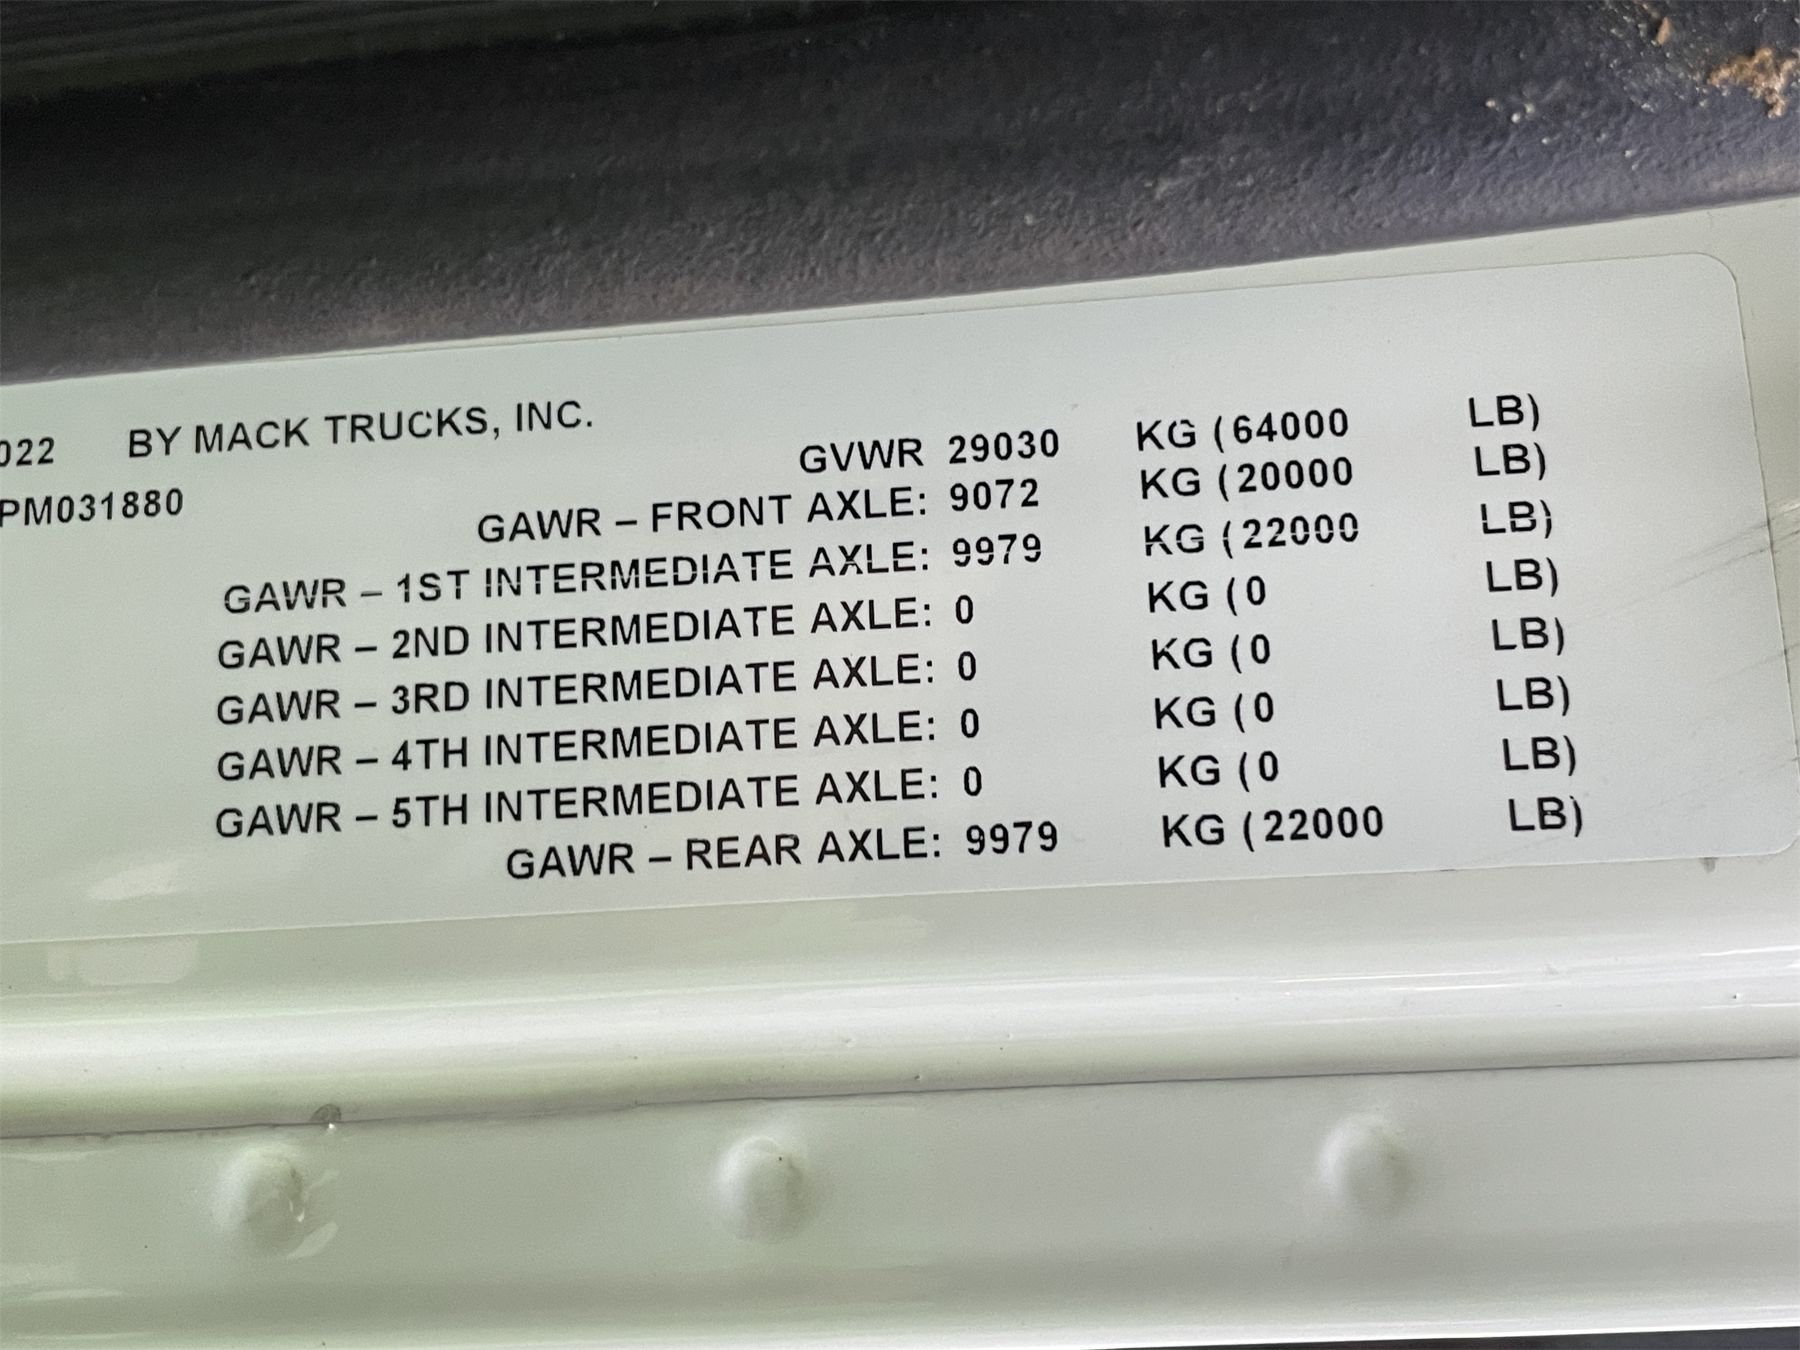 022 BY MACK TRUCKS, INC.
GVWR 29030 KG (64000 LB)
PM031880
GAWR – FRONT AXLE: 9072 KG (20000 LB)
GAWR – 1ST INTERMEDIATE AXLE: 9979 KG (22000 LB)
GAWR – 2ND INTERMEDIATE AXLE: 0 KG (0 LB)
GAWR – 3RD INTERMEDIATE AXLE: 0 KG (0 LB)
GAWR – 4TH INTERMEDIATE AXLE: 0 KG (0 LB)
GAWR – 5TH INTERMEDIATE AXLE: 0 KG (0 LB)
GAWR – REAR AXLE: 9979 KG (22000 LB)